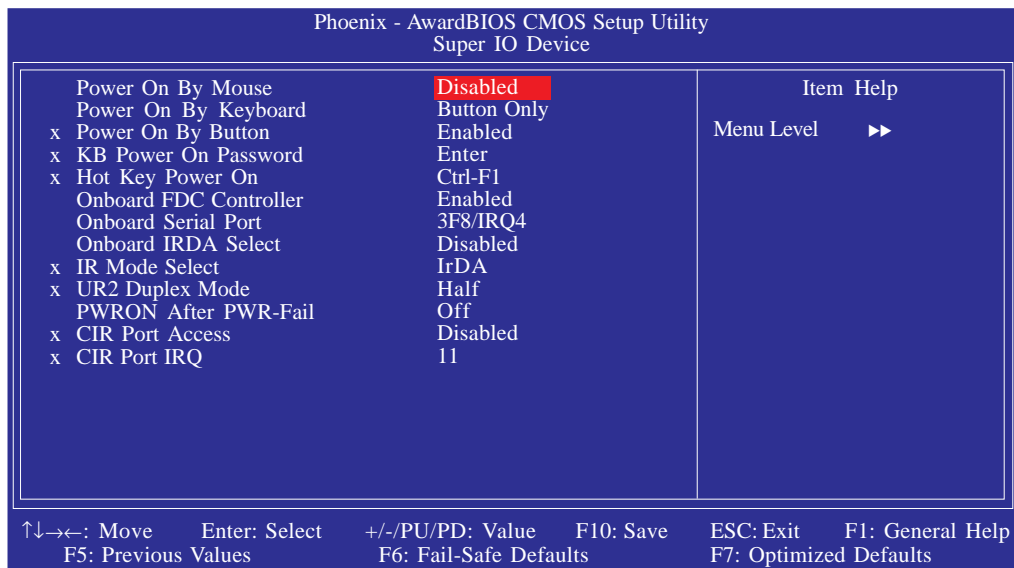 Phoenix - AwardBIOS CMOS Setup Utility
Super IO Device
Power On By Mouse Disabled
Power On By Keyboard Button Only
x Power On By Button Enabled
x KB Power On Password Enter
x Hot Key Power On Ctrl-F1
Onboard FDC Controller Enabled
Onboard Serial Port 3F8/IRQ4
Onboard IRDA Select Disabled
x IR Mode Select IrDA
x UR2 Duplex Mode Half
PWRON After PWR-Fail Off
x CIR Port Access Disabled
x CIR Port IRQ 11
Item Help
Menu Level ▶▶
↑↓→←: Move Enter: Select +/-/PU/PD: Value F10: Save ESC: Exit F1: General Help
F5: Previous Values F6: Fail-Safe Defaults F7: Optimized Defaults